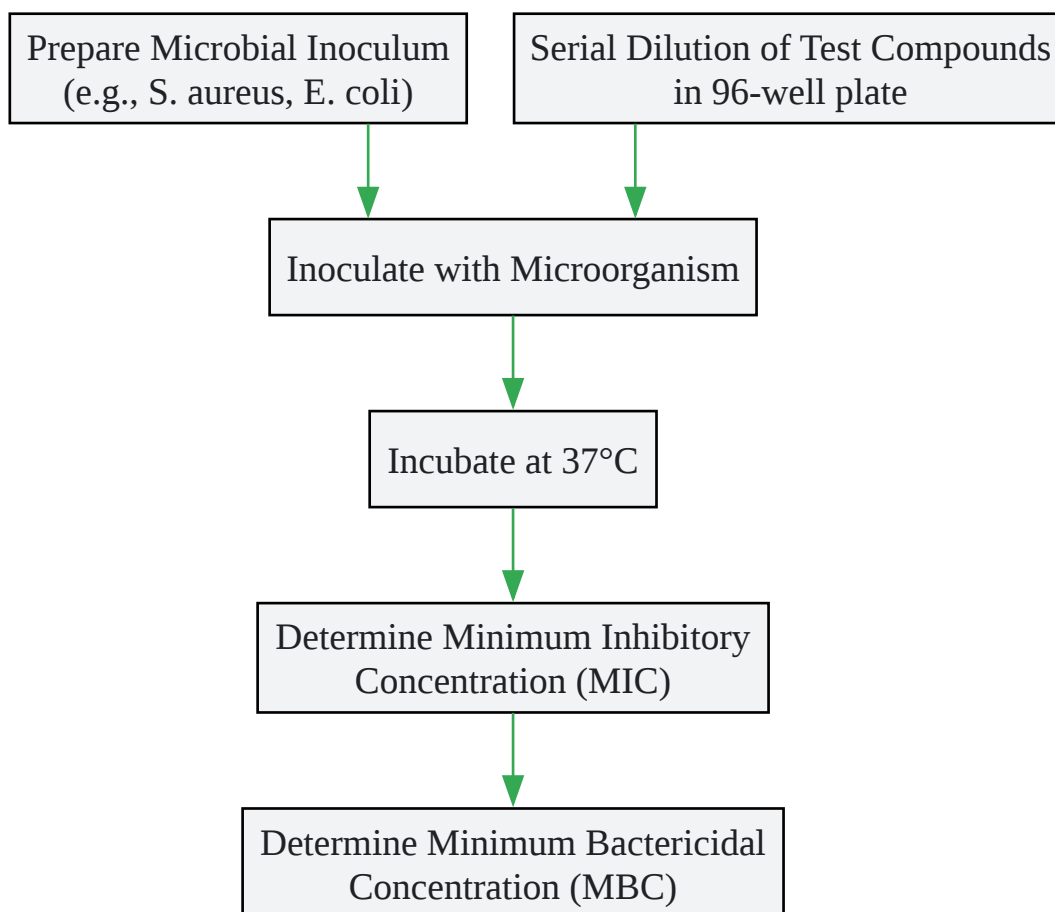 Prepare Microbial Inoculum
(e.g., S. aureus, E. coli)
Serial Dilution of Test Compounds
in 96-well plate
Inoculate with Microorganism
Incubate at 37°C
Determine Minimum Inhibitory
Concentration (MIC)
Determine Minimum Bactericidal
Concentration (MBC)